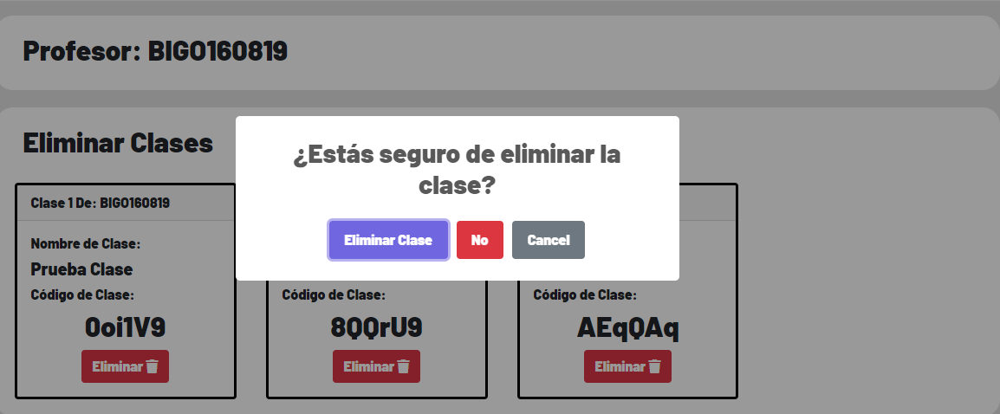 Profesor: BIGO160819
Eliminar Clases
¿Estás seguro de eliminar la
clase?
Eliminar Clase
No
Cancel
Clase 1 De: BIGO160819
Nombre de Clase:
Prueba Clase
Código de Clase:
0oi1V9
Eliminar
Código de Clase:
8QQrU9
Eliminar
Código de Clase:
AEqQAq
Eliminar